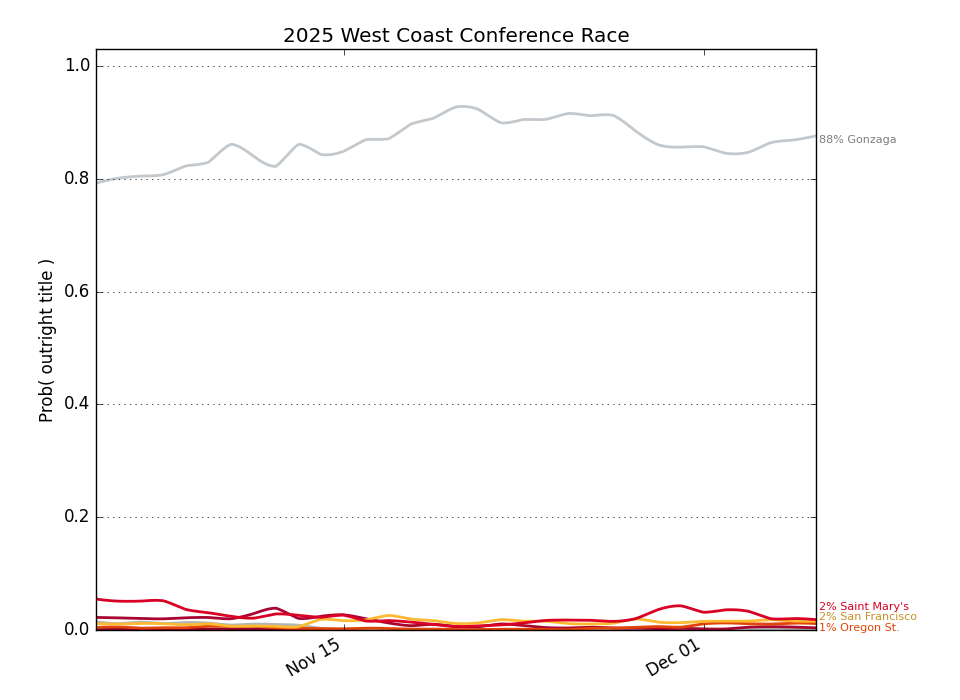 2025 West Coast Conference Race
Prob( outright title )
1.0
0.8
0.6
0.4
0.2
0.0
Nov 15
Dec 01
88% Gonzaga
2% Saint Mary's
2% San Francisco
1% Oregon St.